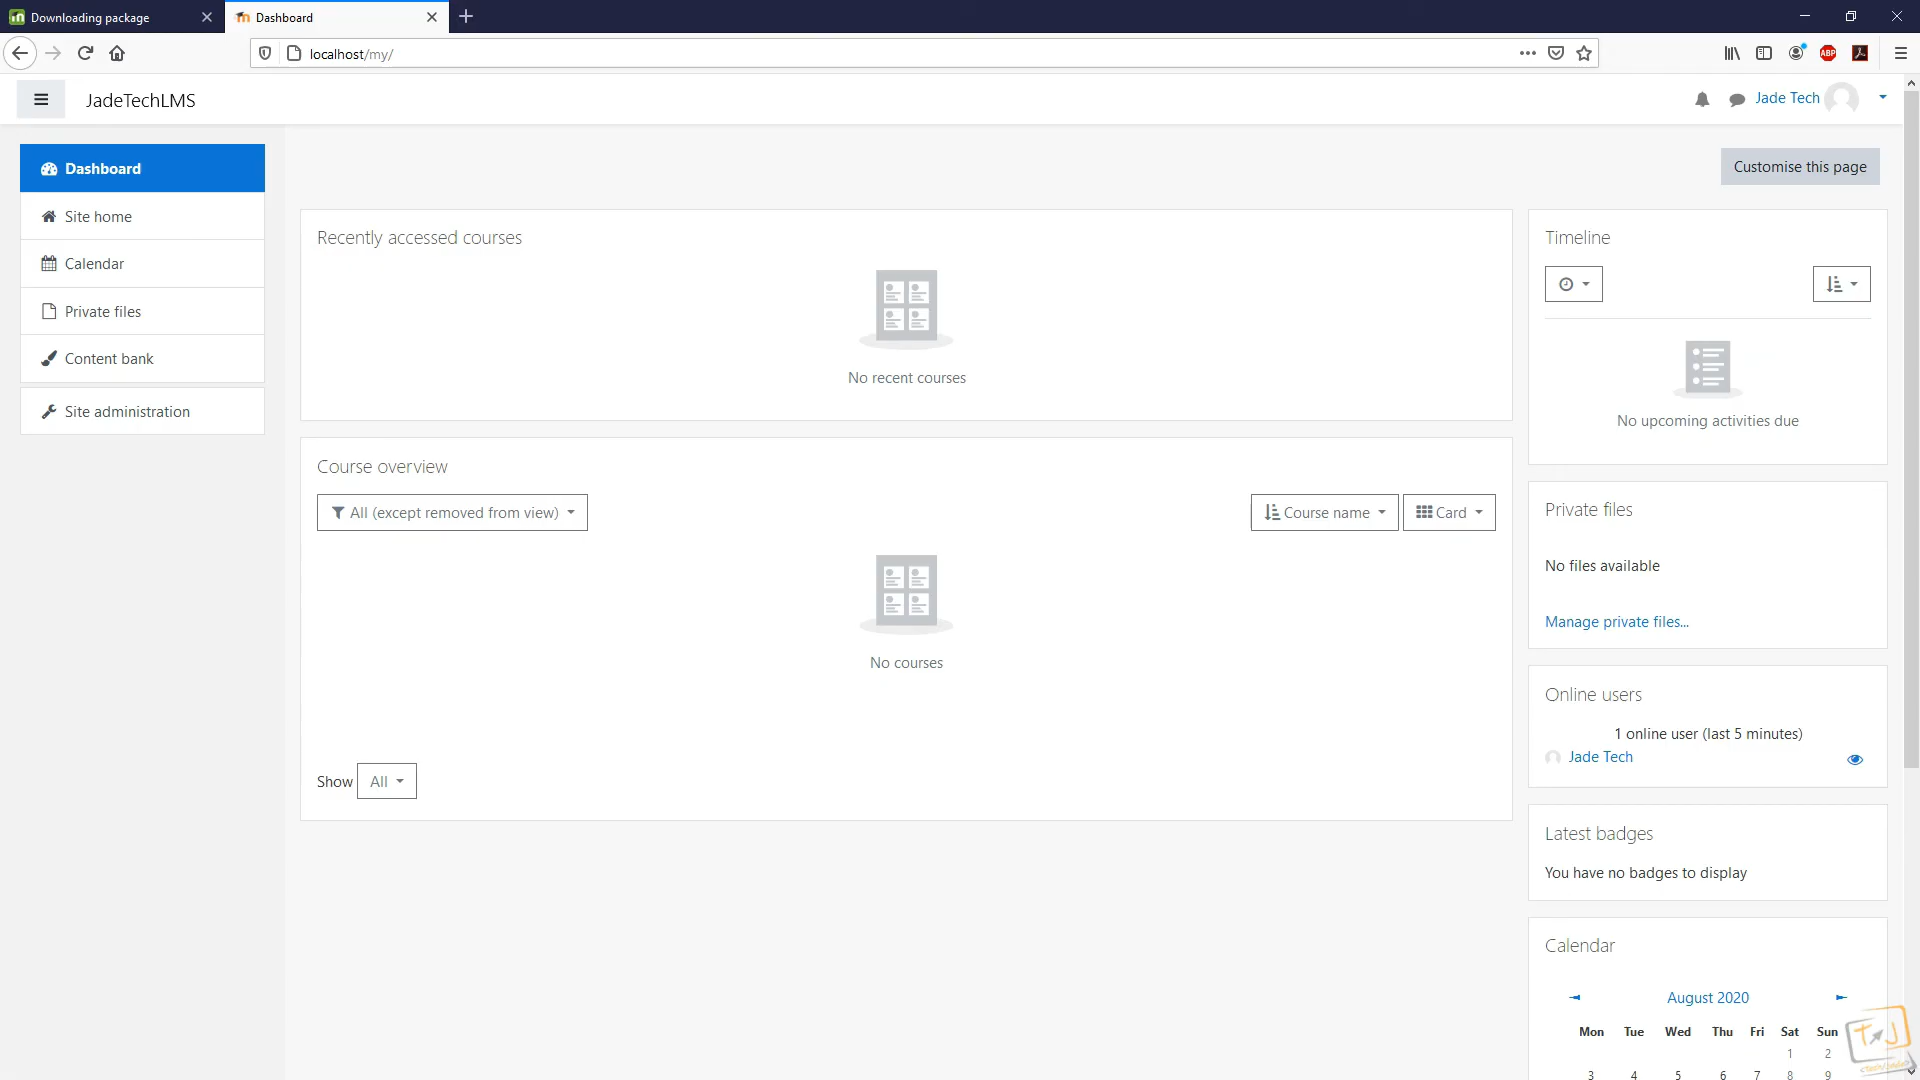 Downloading package
Dashboard
localhost/my/
ABP
JadeTechLMS
Jade Tech
Dashboard
Site home
Calendar
Private files
Content bank
Site administration
Customise this page
Recently accessed courses
No recent courses
Course overview
All (except removed from view)
Course name
Card
No courses
Show All
Timeline
No upcoming activities due
Private files
No files available
Manage private files...
Online users
1 online user (last 5 minutes)
Jade Tech
Latest badges
You have no badges to display
Calendar
August 2020
Mon Tue Wed Thu Fri Sat Sun
1 2
3 4 5 6 7 8 9